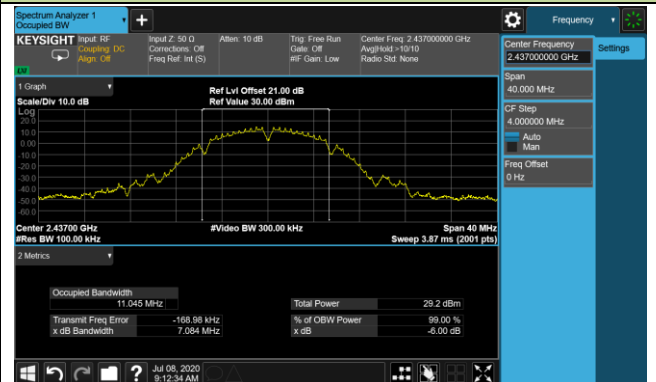 Spectrum Analyzer 1
Occupied BW
Frequency
KEYSIGHT
Input: RF
Coupling: DC
Align: Off
Input Z: 50 Ω
Corrections: Off
Freq Ref: Int (S)
Atten: 10 dB
Trig: Free Run
Gate: Off
#IF Gain: Low
Center Freq: 2.437000000 GHz
Avg|Hold:>10/10
Radio Std: None
Center Frequency
2.437000000 GHz
Settings
Span
40.000 MHz
CF Step
4.000000 MHz
Auto
Man
Freq Offset
0 Hz
1 Graph
Scale/Div 10.0 dB
Ref Lvl Offset 21.00 dB
Ref Value 30.00 dBm
Log
20.0
10.0
0.00
-10.0
-20.0
-30.0
-40.0
-50.0
-60.0
Center 2.43700 GHz
#Res BW 100.00 kHz
#Video BW 300.00 kHz
Span 40 MHz
Sweep 3.87 ms (2001 pts)
2 Metrics
Occupied Bandwidth
11.045 MHz
Total Power 29.2 dBm
Transmit Freq Error -168.98 kHz
% of OBW Power 99.00 %
x dB Bandwidth 7.084 MHz
x dB -6.00 dB
Jul 08, 2020
9:12:34 AM